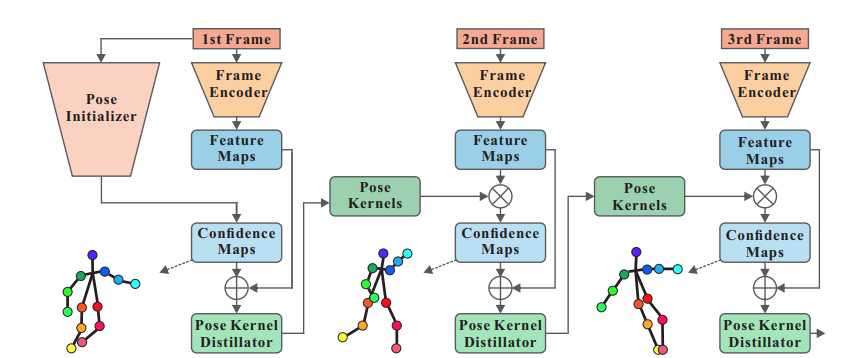 1st Frame
2nd Frame
3rd Frame
Pose
Initializer
Frame
Encoder
Frame
Encoder
Frame
Encoder
Feature
Maps
Feature
Maps
Feature
Maps
Pose
Kernels
Pose
Kernels
Confidence
Maps
Confidence
Maps
Confidence
Maps
Pose Kernel
Distillator
Pose Kernel
Distillator
Pose Kernel
Distillator